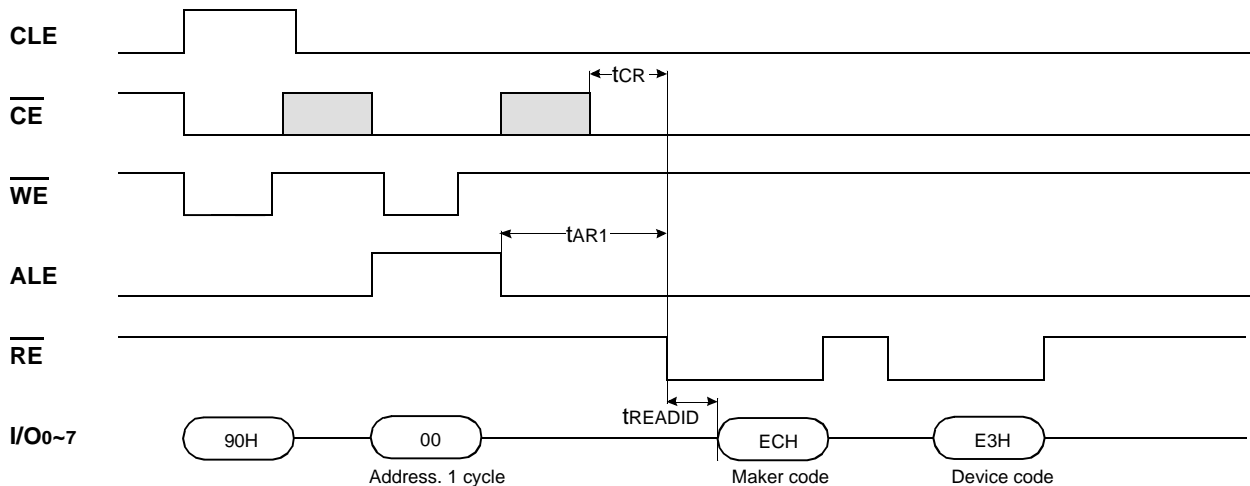 CLE
tCR
CE
WE
tAR1
ALE
RE
tREADID
I/O0~7
90H
00
ECH
E3H
Address. 1 cycle
Maker code
Device code